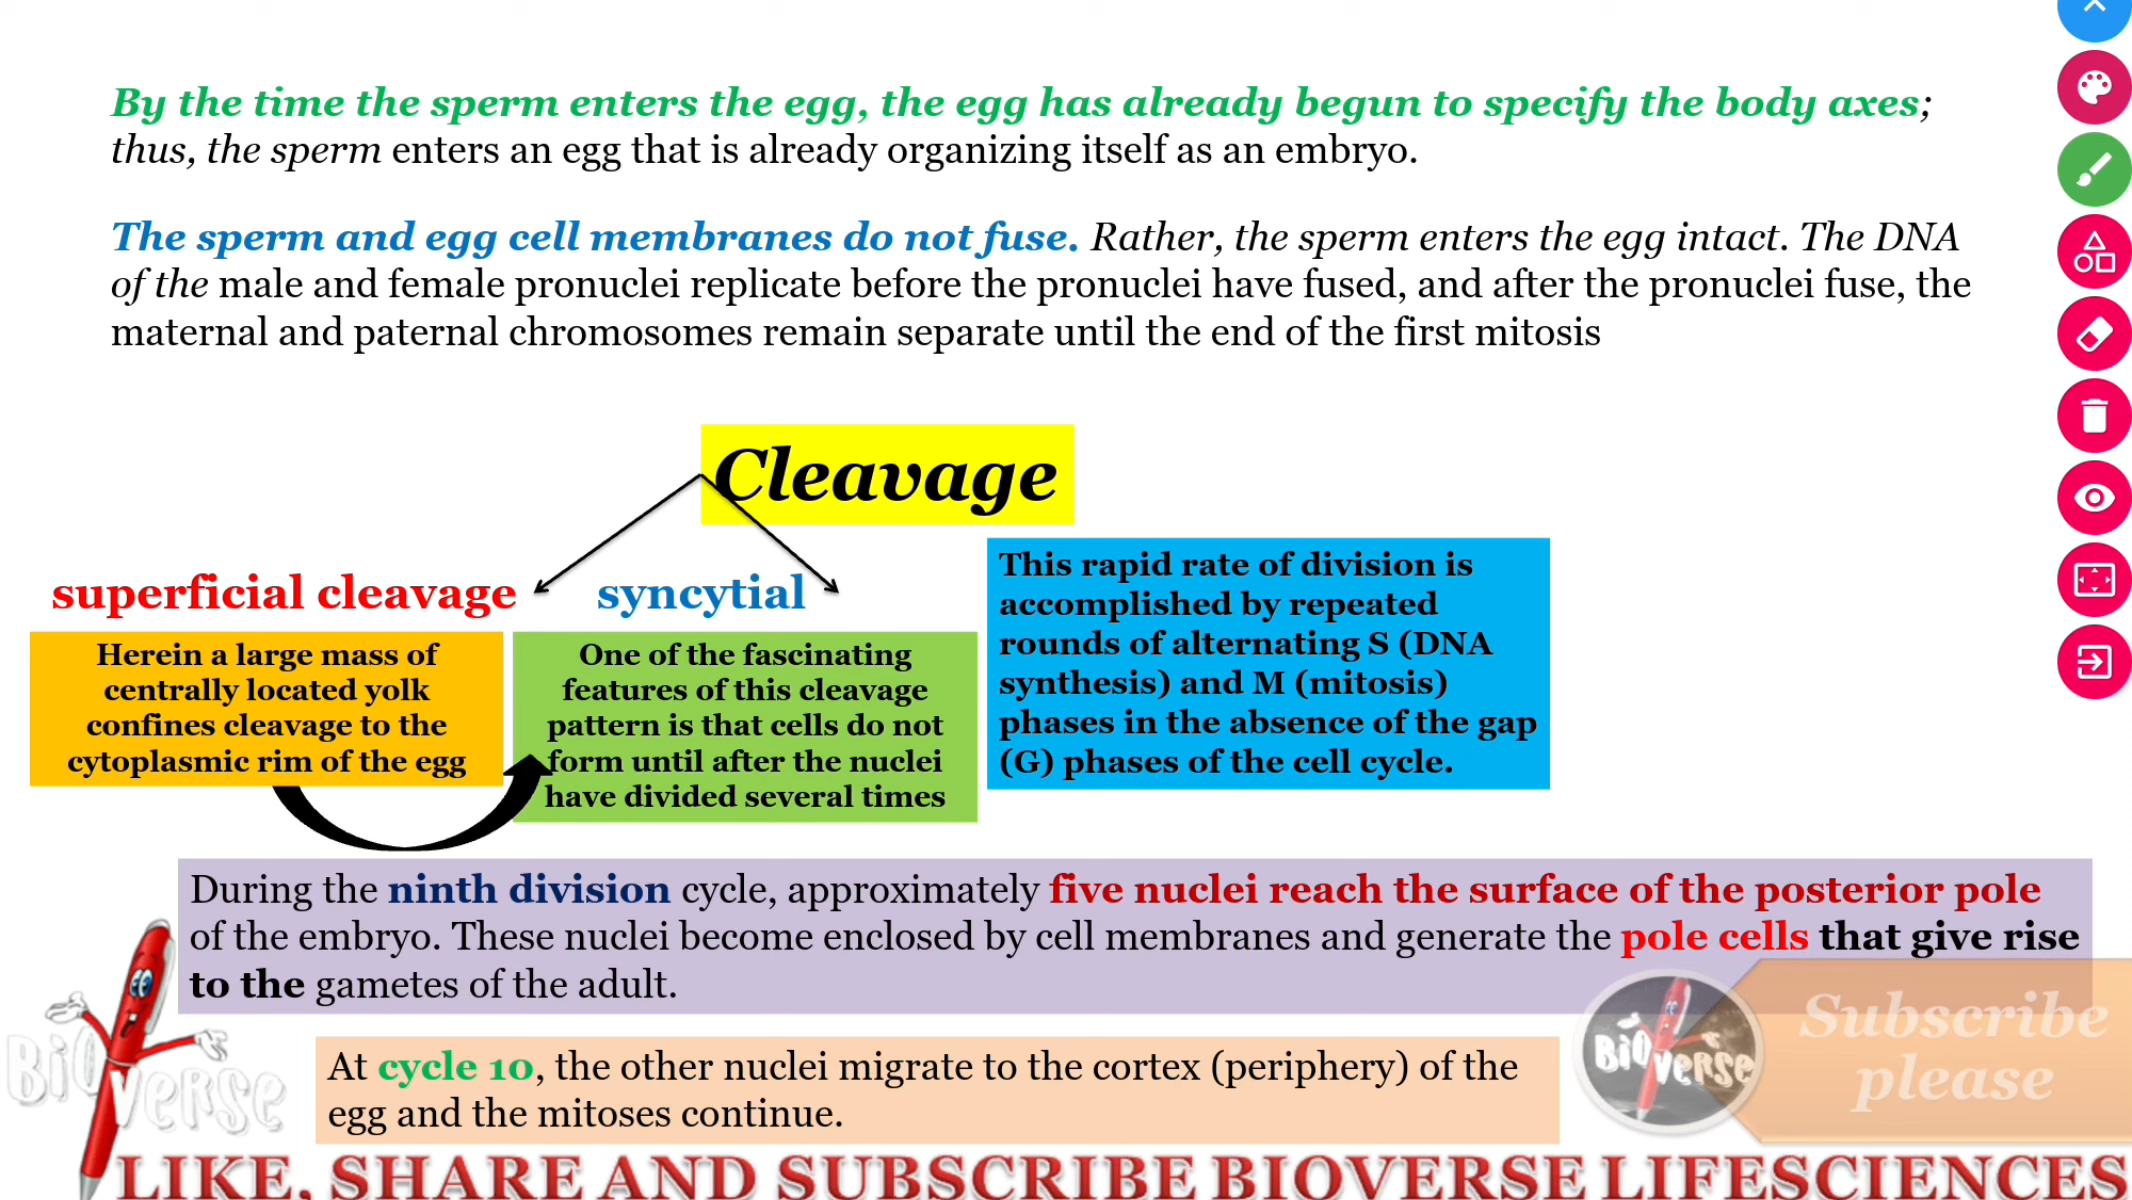 By the time the sperm enters the egg, the egg has already begun to specify the body axes;
thus, the sperm enters an egg that is already organizing itself as an embryo.
The sperm and egg cell membranes do not fuse. Rather, the sperm enters the egg intact. The DNA
of the male and female pronuclei replicate before the pronuclei have fused, and after the pronuclei fuse, the
maternal and paternal chromosomes remain separate until the end of the first mitosis
Cleavage
superficial cleavage
Herein a large mass of
centrally located yolk
confines cleavage to the
cytoplasmic rim of the egg
syncytial
One of the fascinating
features of this cleavage
pattern is that cells do not
form until after the nuclei
have divided several times
This rapid rate of division is
accomplished by repeated
rounds of alternating S (DNA
synthesis) and M (mitosis)
phases in the absence of the gap
(G) phases of the cell cycle.
During the ninth division cycle, approximately five nuclei reach the surface of the posterior pole
of the embryo. These nuclei become enclosed by cell membranes and generate the pole cells that give rise
to the gametes of the adult.
At cycle 10, the other nuclei migrate to the cortex (periphery) of the
egg and the mitoses continue.
BiOVERSE
BiOVERSE
Subscribe
please
LIKE, SHARE AND SUBSCRIBE BIOVERSE LIFESCIENCES